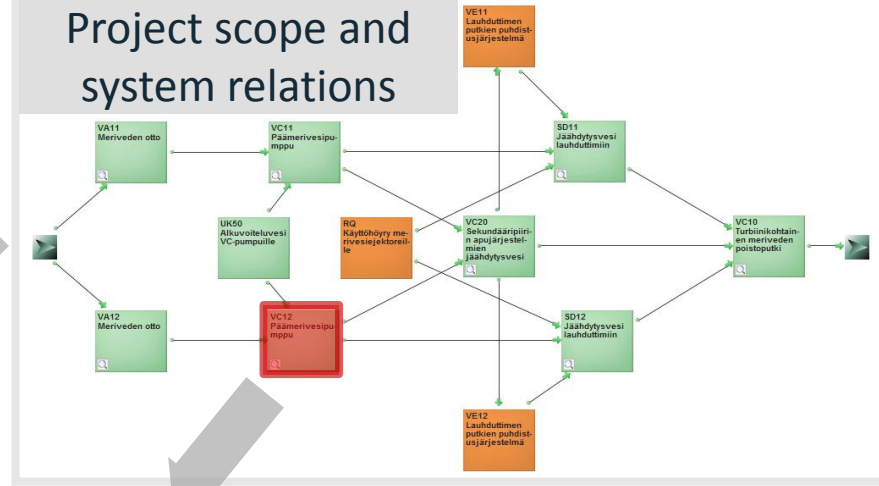 Project scope and
system relations
VE11
Lauhduttimen
putkien puhdist-
usjärjestelmä
VA11
Meriveden otto
VC11
Päämerivesipu-
mppu
SD11
Jäähdytysvesi
lauhduttimiin
UK50
Alkuvoiteluvesi
VC-pumpuille
RQ
Käyttöhöyry me-
rivesiejektoreil-
le
VC20
Sekundääripiiri-
n apujärjestel-
mien
jäähdytysvesi
VC10
Turbiinikohtain-
en meriveden
poistoputki
VA12
Meriveden otto
VC12
Päämerivesipu-
mppu
SD12
Jäähdytysvesi
lauhduttimiin
VE12
Lauhduttimen
putkien puhdist-
usjärjestelmä